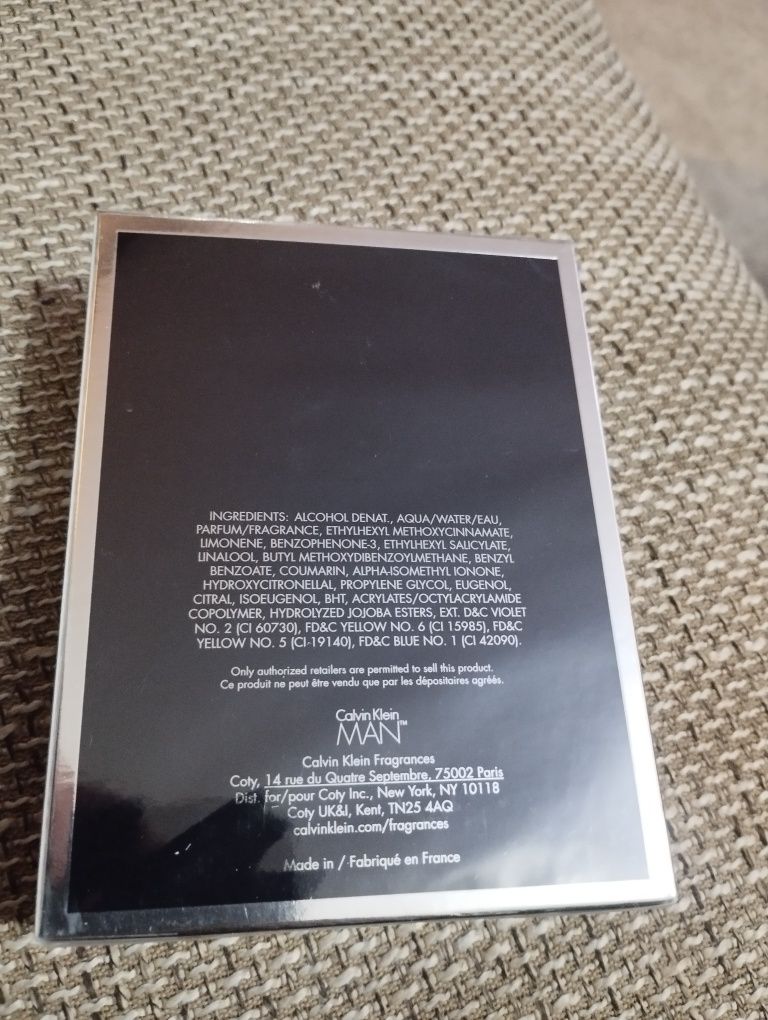 INGREDIENTS: ALCOHOL DENAT., AQUA/WATER/EAU,
PARFUM/FRAGRANCE, ETHYLHEXYL METHOXYCINNAMATE,
LIMONENE, BENZOPHENONE-3, ETHYLHEXYL SALICYLATE,
LINALOOL, BUTYL METHOXYDIBENZOYLMETHANE, BENZYL
BENZOATE, COUMARIN, ALPHA-ISOMETHYL IONONE,
HYDROXYCITRONELLAL, PROPYLENE GLYCOL, EUGENOL,
CITRAL, ISOEUGENOL, BHT, ACRYLATES/OCTYLACRYLAMIDE
COPOLYMER, HYDROLYZED JOJOBA ESTERS, EXT. D&C VIOLET
NO. 2 (CI 60730), FD&C YELLOW NO. 6 (CI 15985), FD&C
YELLOW NO. 5 (CI-19140), FD&C BLUE NO. 1 (CI 42090).
Only authorized retailers are permitted to sell this product.
Ce produit ne peut être vendu que par les dépositaires agréés.
Calvin Klein
MAN™
Calvin Klein Fragrances
Coty, 14 rue du Quatre Septembre, 75002 Paris
Dist. for/pour Coty Inc., New York, NY 10118
Coty UK&I, Kent, TN25 4AQ
calvinklein.com/fragrances
Made in / Fabriqué en France